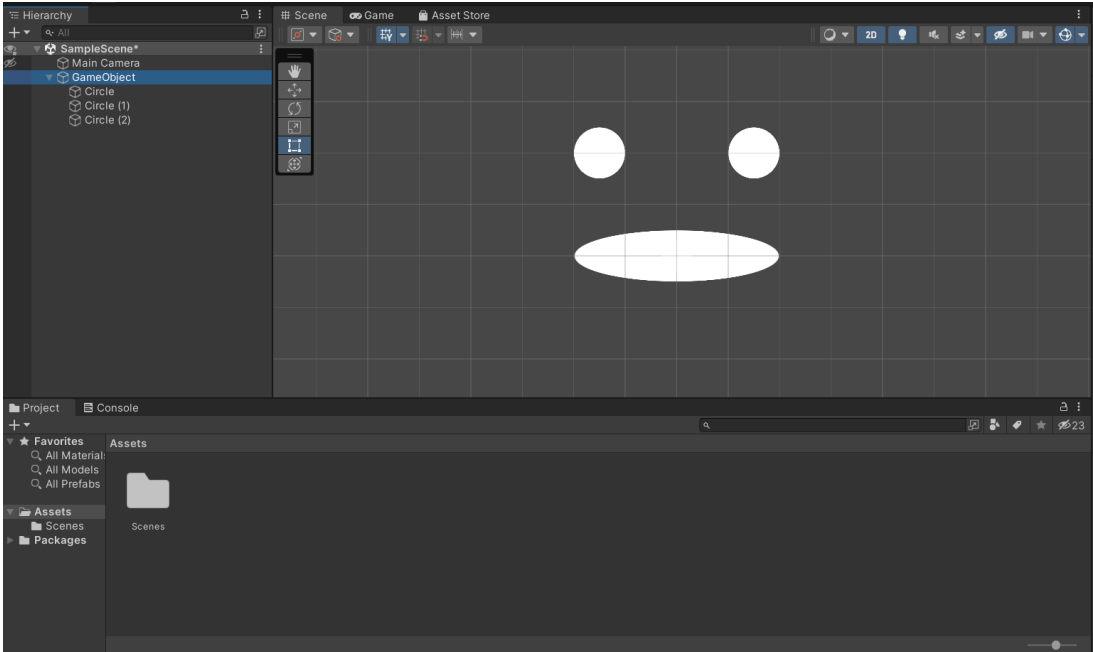 Hierarchy
Scene Game Asset Store
All
2D
SampleScene*
Main Camera
GameObject
Circle
Circle (1)
Circle (2)
Project Console
23
Favorites
Assets
All Materials
All Models
All Prefabs
Assets
Scenes
Scenes
Packages